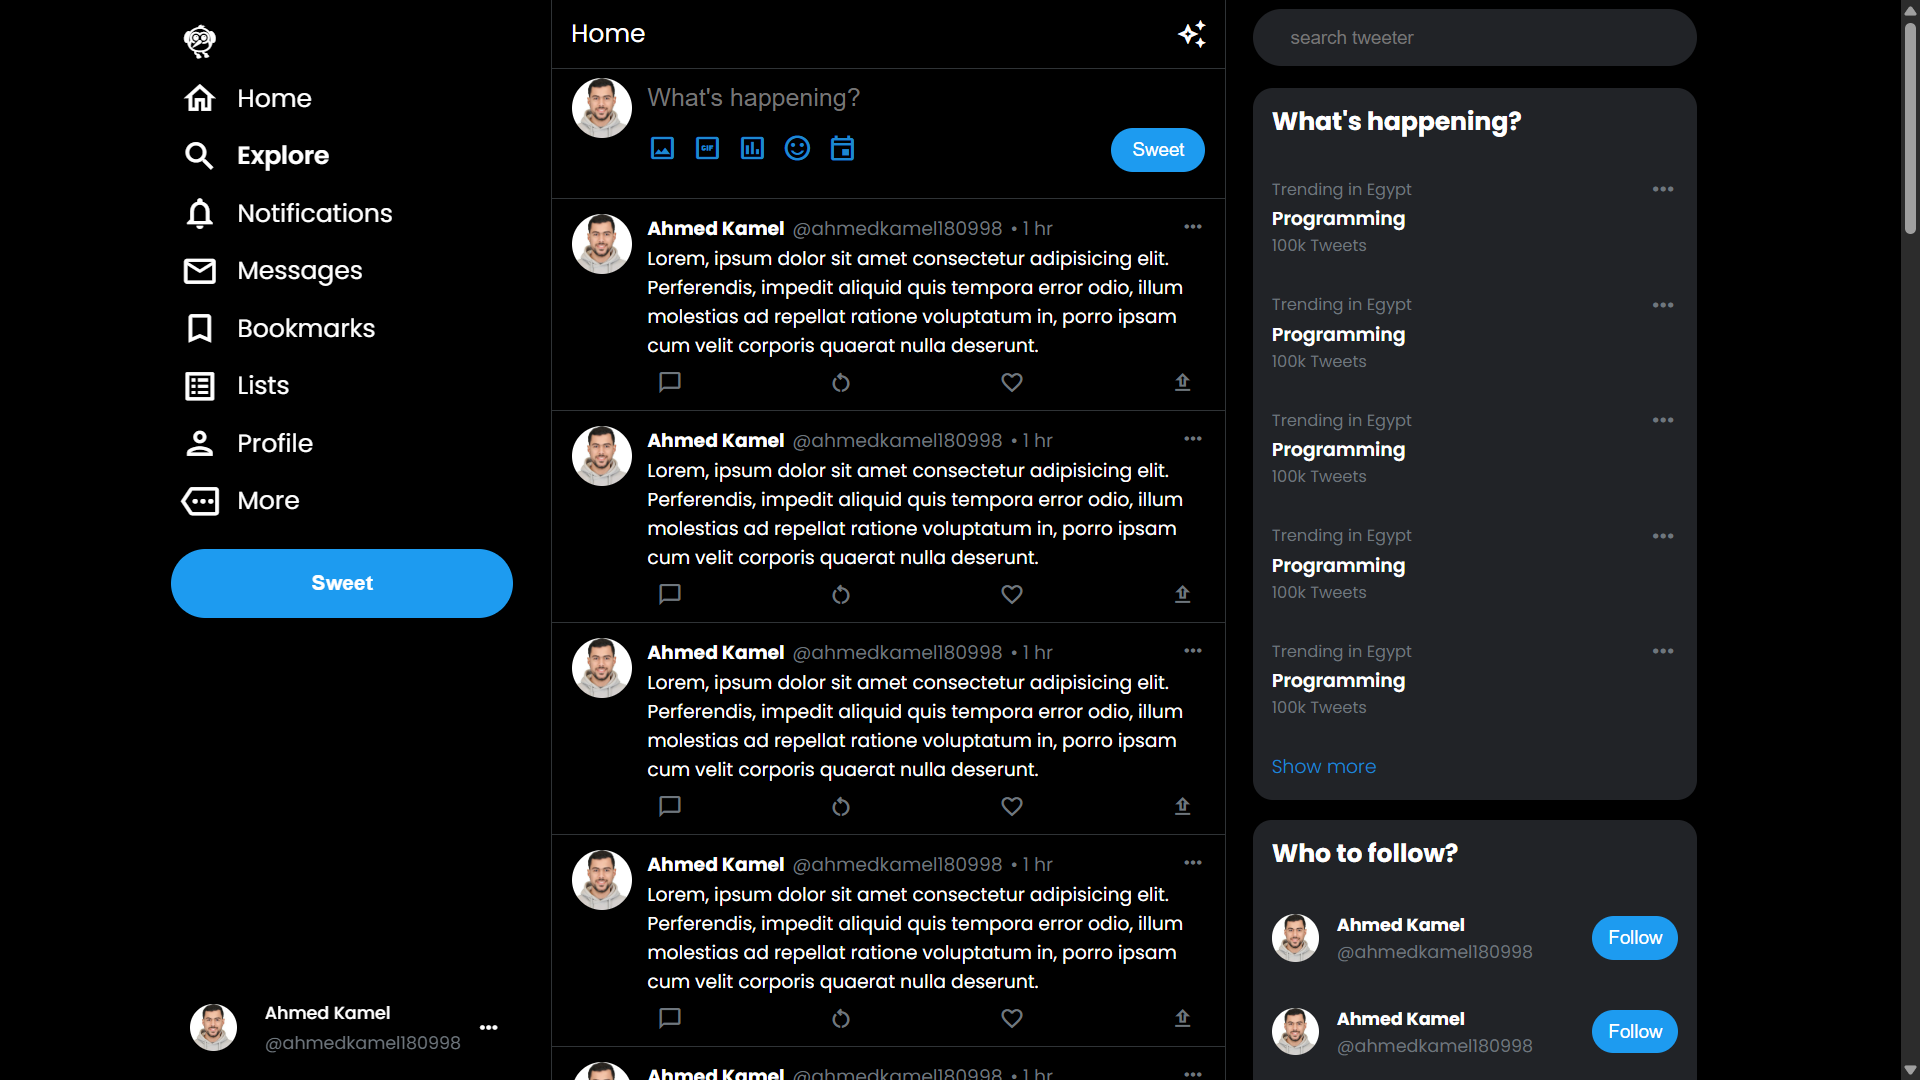 Home
Explore
Notifications
Messages
Bookmarks
Lists
Profile
More
Sweet
Ahmed Kamel
@ahmedkamel180998
Home
What's happening?
GIF
Sweet
Ahmed Kamel @ahmedkamel180998 • 1 hr
Lorem, ipsum dolor sit amet consectetur adipisicing elit.
Perferendis, impedit aliquid quis tempora error odio, illum
molestias ad repellat ratione voluptatum in, porro ipsam
cum velit corporis quaerat nulla deserunt.
Ahmed Kamel @ahmedkamel180998 • 1 hr
Lorem, ipsum dolor sit amet consectetur adipisicing elit.
Perferendis, impedit aliquid quis tempora error odio, illum
molestias ad repellat ratione voluptatum in, porro ipsam
cum velit corporis quaerat nulla deserunt.
Ahmed Kamel @ahmedkamel180998 • 1 hr
Lorem, ipsum dolor sit amet consectetur adipisicing elit.
Perferendis, impedit aliquid quis tempora error odio, illum
molestias ad repellat ratione voluptatum in, porro ipsam
cum velit corporis quaerat nulla deserunt.
Ahmed Kamel @ahmedkamel180998 • 1 hr
Lorem, ipsum dolor sit amet consectetur adipisicing elit.
Perferendis, impedit aliquid quis tempora error odio, illum
molestias ad repellat ratione voluptatum in, porro ipsam
cum velit corporis quaerat nulla deserunt.
Ahmed Kamel @ahmedkamel180998 • 1 hr
search tweeter
What's happening?
Trending in Egypt
Programming
100k Tweets
Trending in Egypt
Programming
100k Tweets
Trending in Egypt
Programming
100k Tweets
Trending in Egypt
Programming
100k Tweets
Trending in Egypt
Programming
100k Tweets
Show more
Who to follow?
Ahmed Kamel
@ahmedkamel180998
Follow
Ahmed Kamel
@ahmedkamel180998
Follow